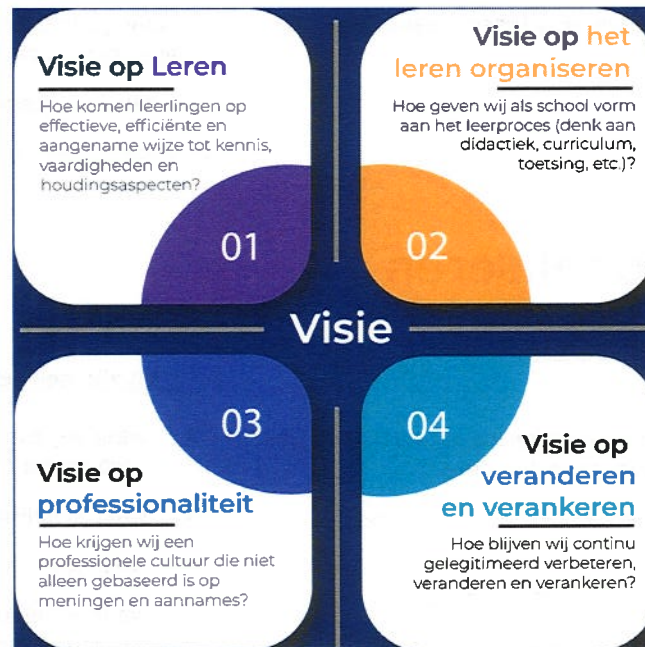 Visie op Leren
Hoe komen leerlingen op
effectieve, efficiënte en
aangename wijze tot kennis,
vaardigheden en
houdingsaspecten?
01
Visie op het
leren organiseren
Hoe geven wij als school vorm
aan het leerproces (denk aan
didactiek, curriculum,
toetsing, etc.)?
02
Visie
03
Visie op
professionaliteit
Hoe krijgen wij een
professionele cultuur die niet
alleen gebaseerd is op
meningen en aannames?
04
Visie op
veranderen
en verankeren
Hoe blijven wij continu
gelegitimeerd verbeteren,
veranderen en verankeren?